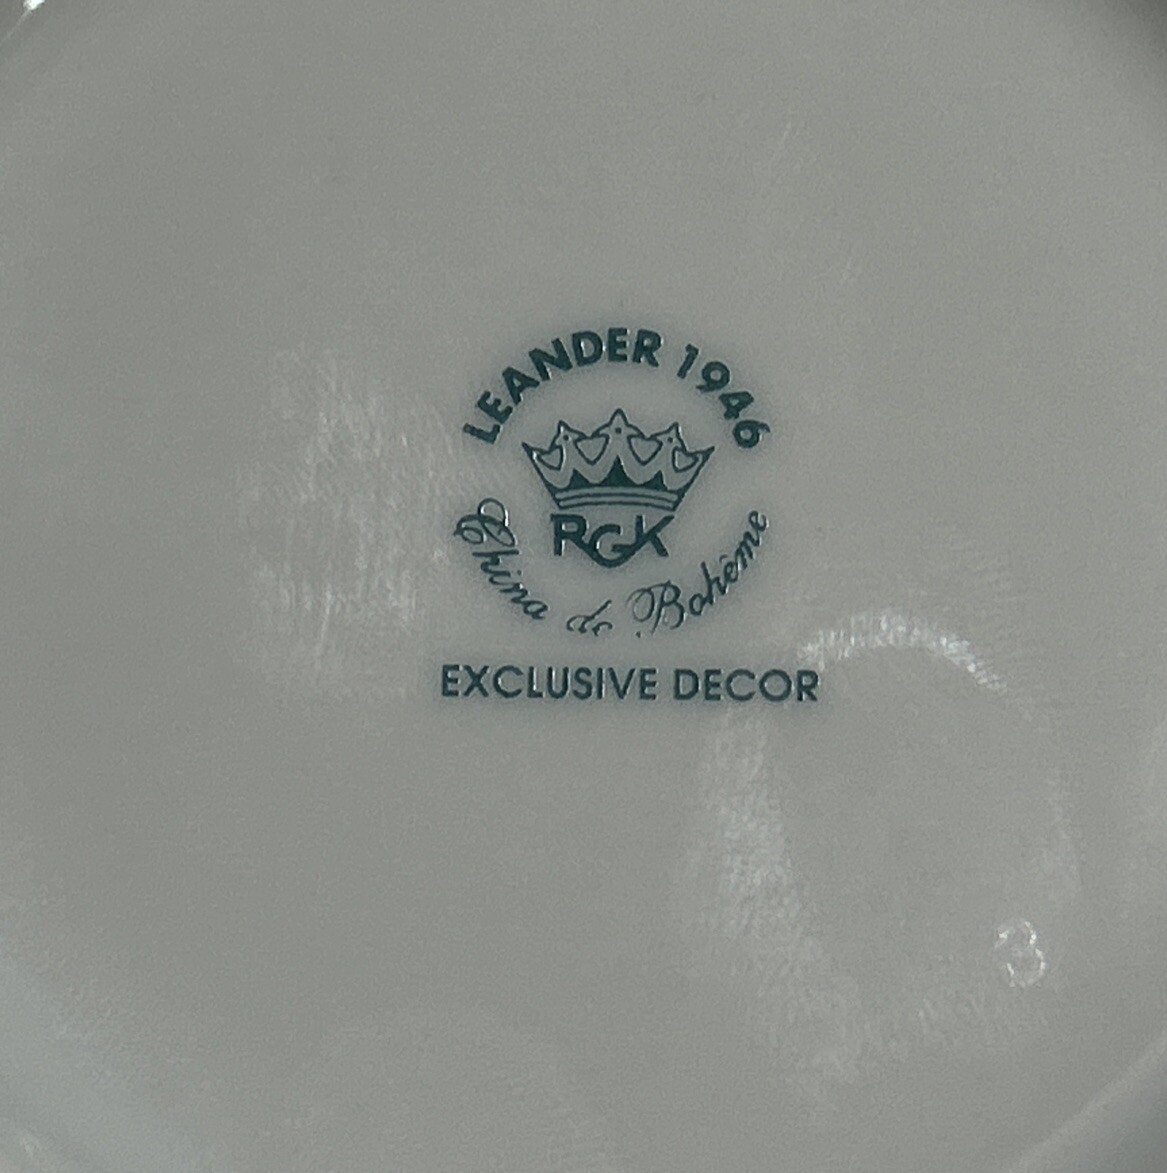 LEANDER 1946
RGK
China de Bohême
EXCLUSIVE DECOR
3